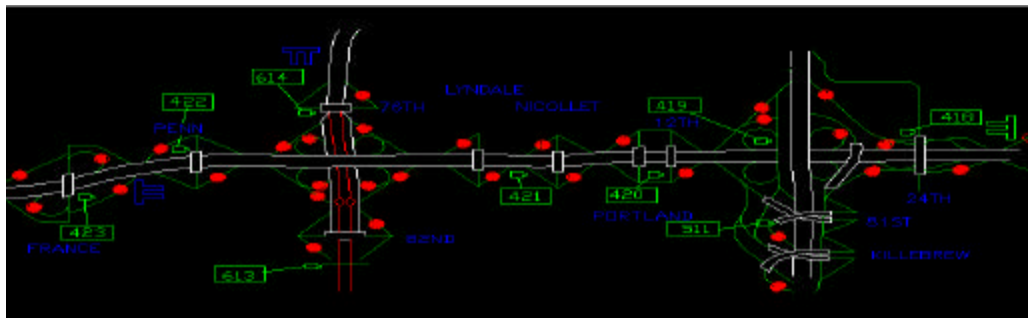 614
LYNDALE
422
76TH
NICOLLET
419
PENN
12TH
418
421
420
24TH
423
PORTLAND
911
81ST
FRANCE
82ND
KILLEBREW
613